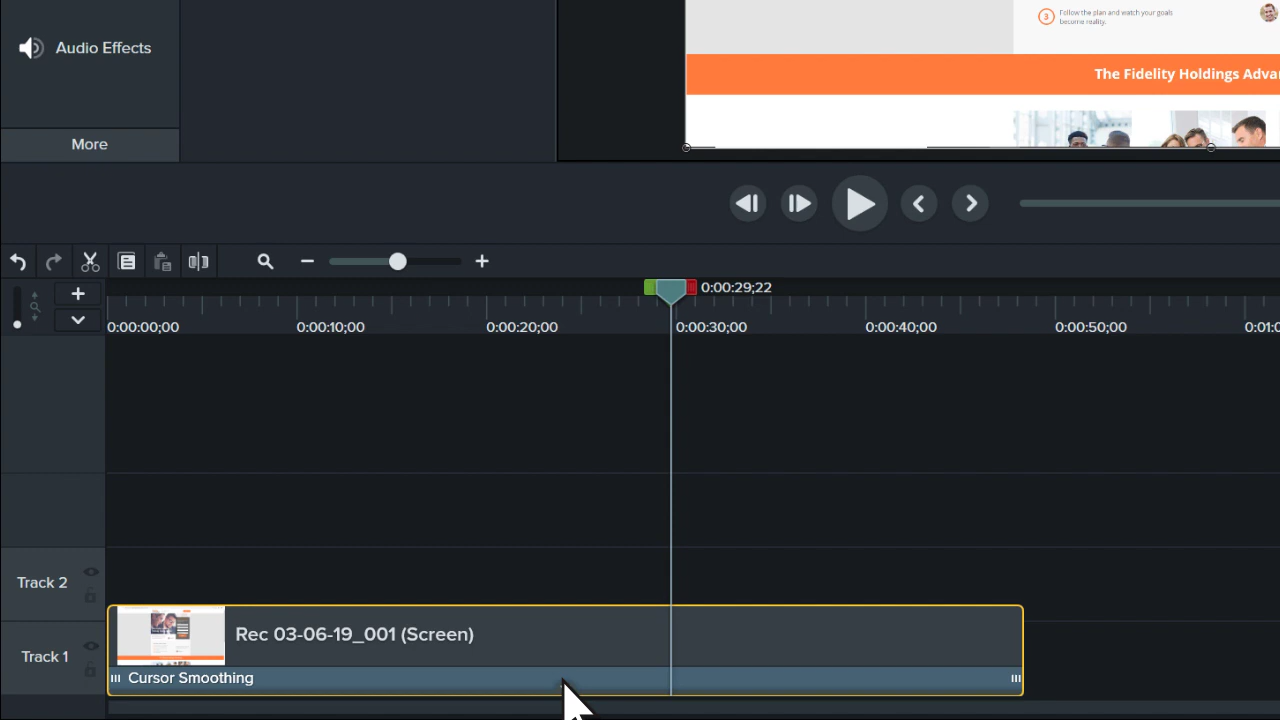 3
Follow the plan and watch your goals
become reality.
Audio Effects
The Fidelity Holdings Adva
More
0:00:29;22
0:00:00;00
0:00:10;00
0:00:20;00
0:00:30;00
0:00:40;00
0:00:50;00
0:01:0
Track 2
Rec 03-06-19_001 (Screen)
Track 1
Cursor Smoothing